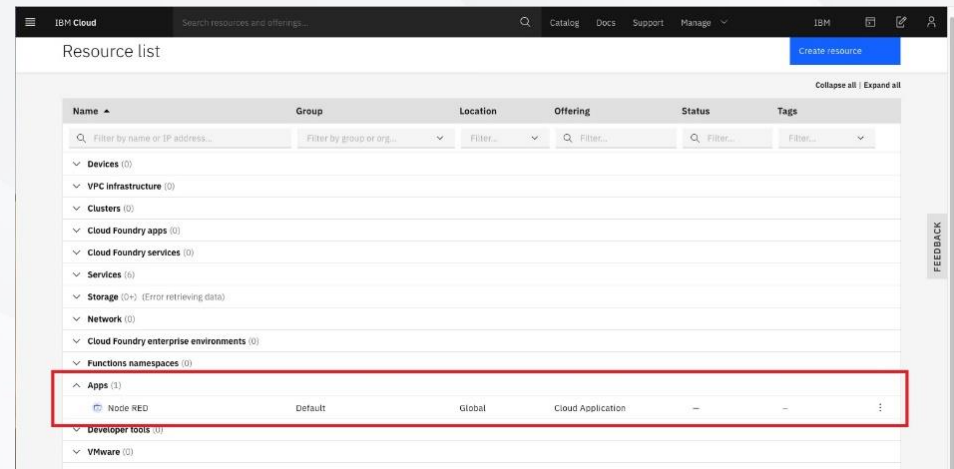 IBM Cloud Search resources and offerings... Catalog Docs Support Manage IBM
Resource list Create resource
Collapse all | Expand all
Name Group Location Offering Status Tags
Filter by name or IP address... Filter by group or org... Filter... Filter... Filter... Filter...
Devices (0)
VPC infrastructure (0)
Clusters (0)
Cloud Foundry apps (0)
Cloud Foundry services (0)
Services (6)
Storage (0+) (Error retrieving data)
Network (0)
Cloud Foundry enterprise environments (0)
Functions namespaces (0)
Apps (1)
Node RED Default Global Cloud Application – –
Developer tools (0)
VMware (0)
FEEDBACK